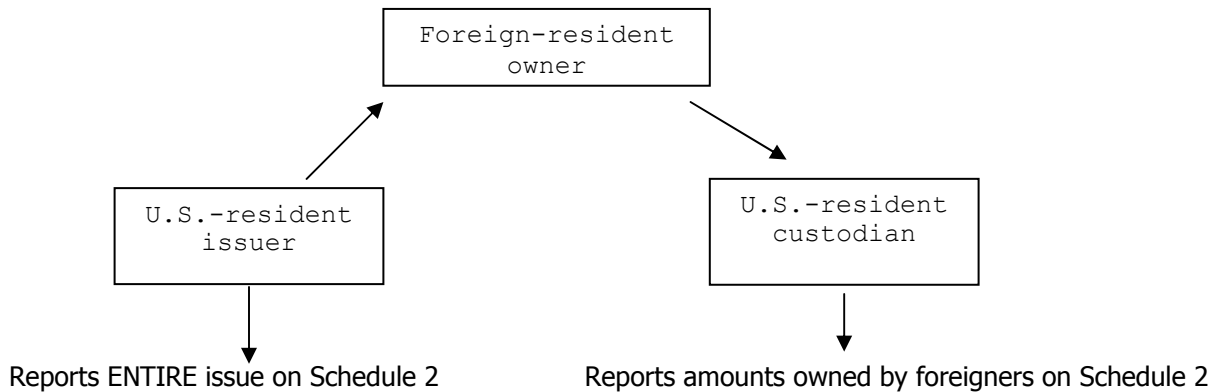 Foreign-resident
owner
U.S.-resident
issuer
U.S.-resident
custodian
Reports ENTIRE issue on Schedule 2
Reports amounts owned by foreigners on Schedule 2